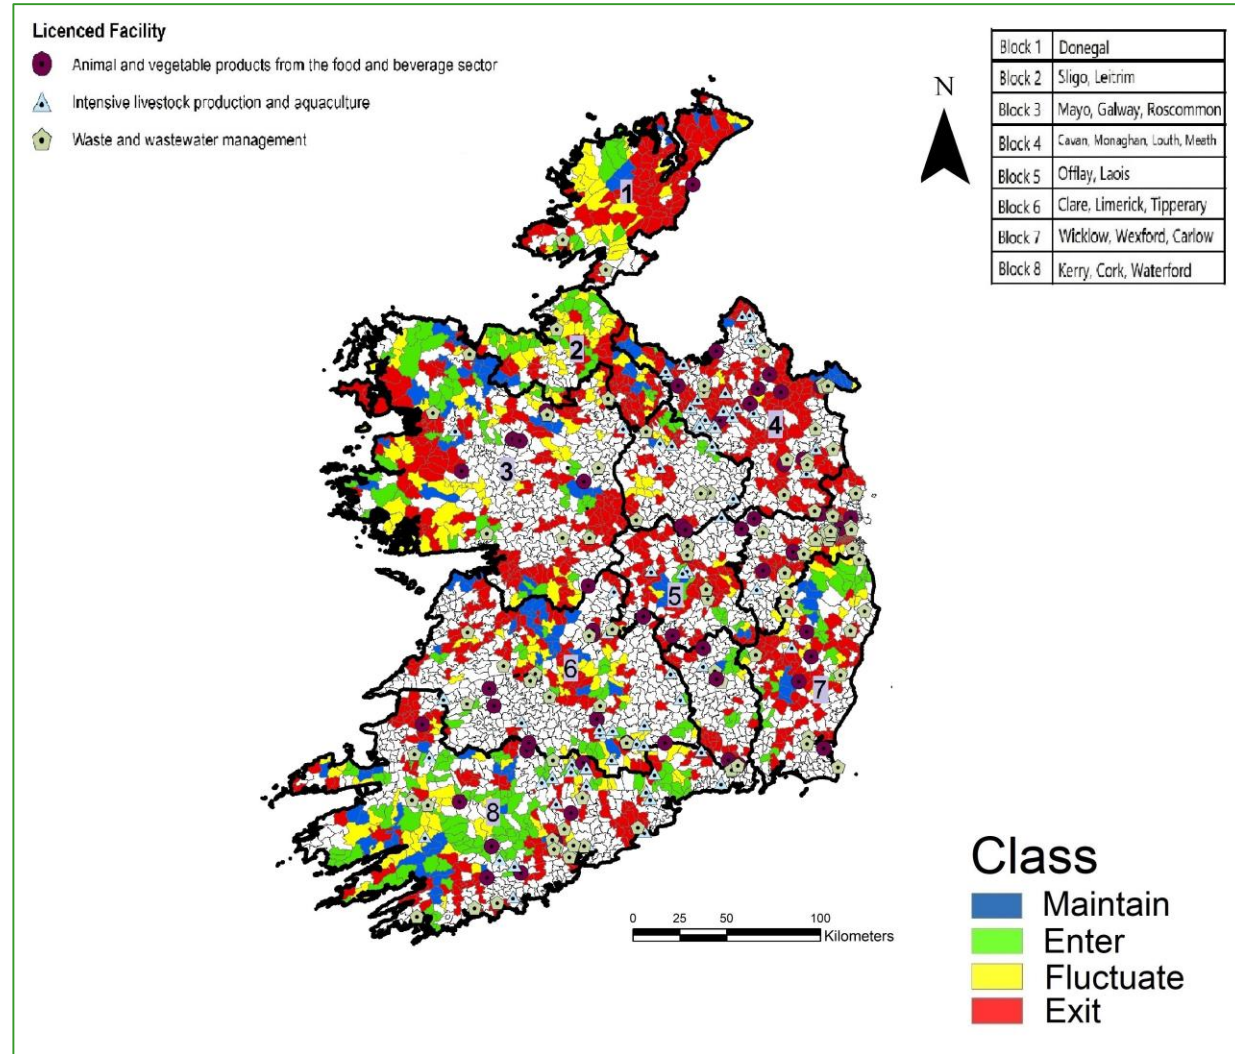 Licenced Facility
Animal and vegetable products from the food and beverage sector
Intensive livestock production and aquaculture
Waste and wastewater management
Block 1 Donegal
Block 2 Sligo, Leitrim
Block 3 Mayo, Galway, Roscommon
Block 4 Cavan, Monaghan, Louth, Meath
Block 5 Offlay, Laois
Block 6 Clare, Limerick, Tipperary
Block 7 Wicklow, Wexford, Carlow
Block 8 Kerry, Cork, Waterford
N
1
2
3
4
5
6
7
8
0 25 50 100
Kilometers
Class
Maintain
Enter
Fluctuate
Exit